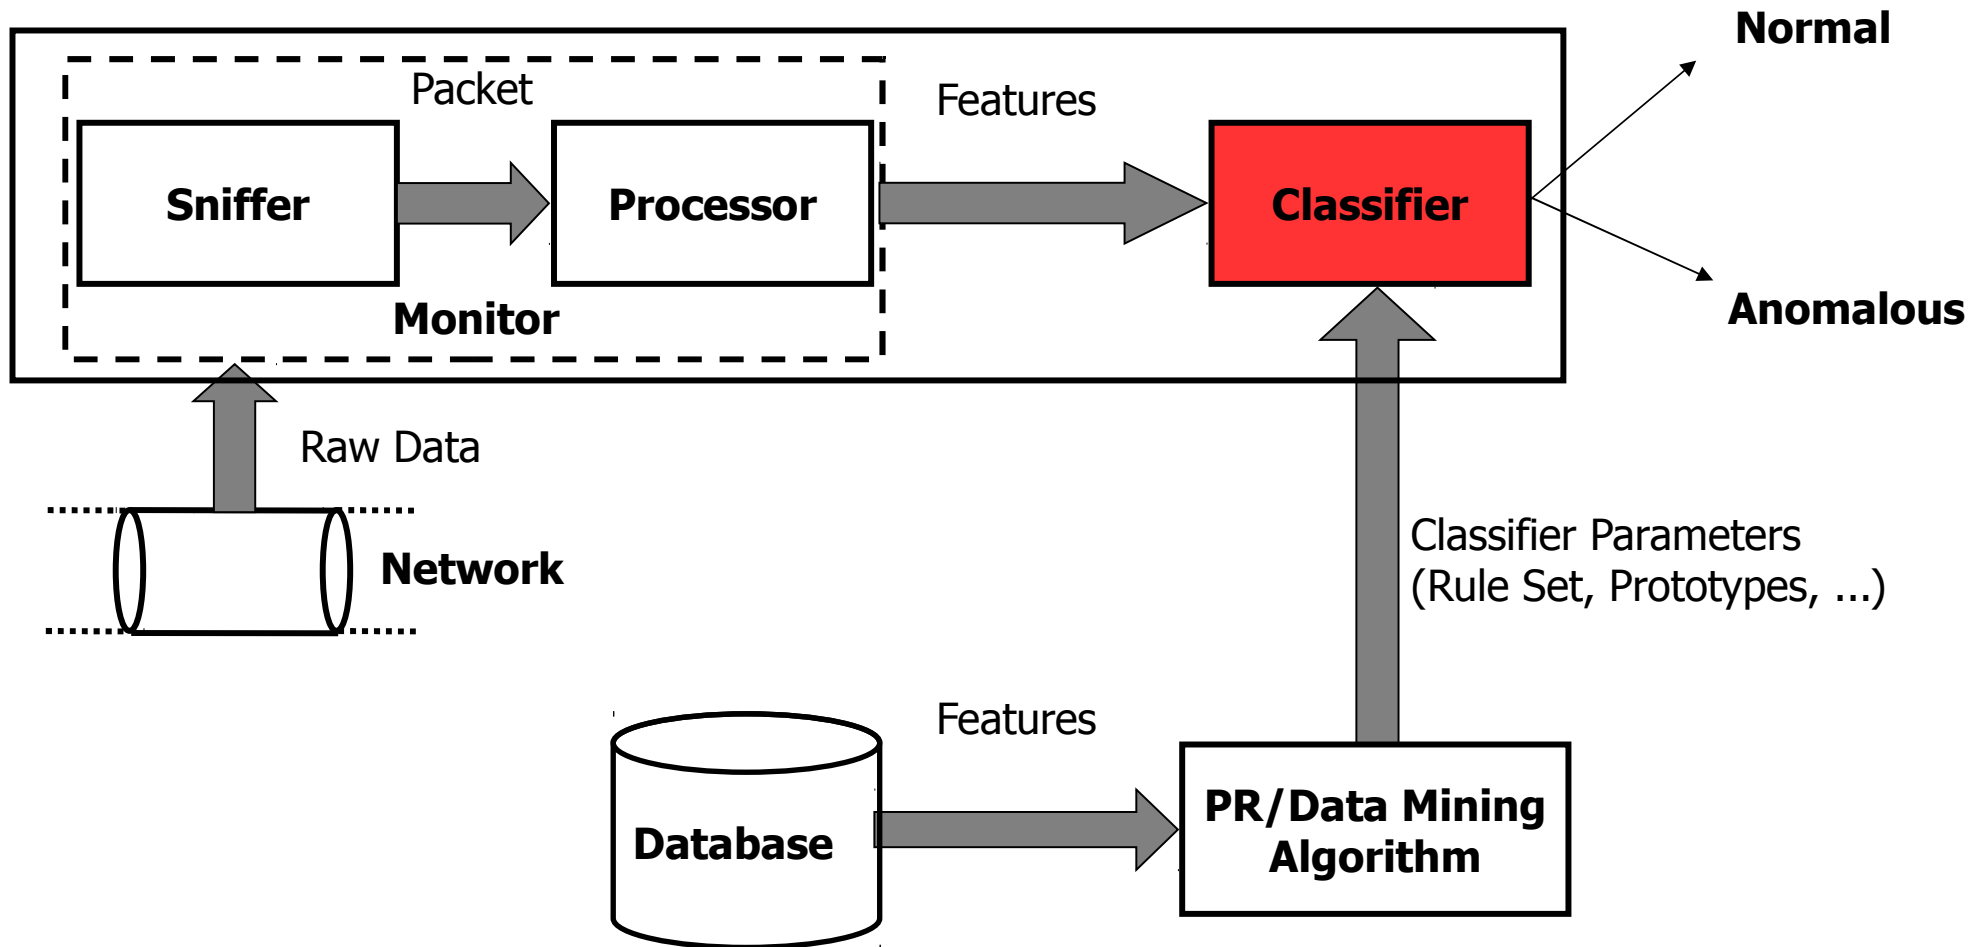 Normal
Packet
Features
Sniffer
Processor
Classifier
Monitor
Anomalous
Raw Data
Network
Classifier Parameters
(Rule Set, Prototypes, ...)
Features
Database
PR/Data Mining
Algorithm